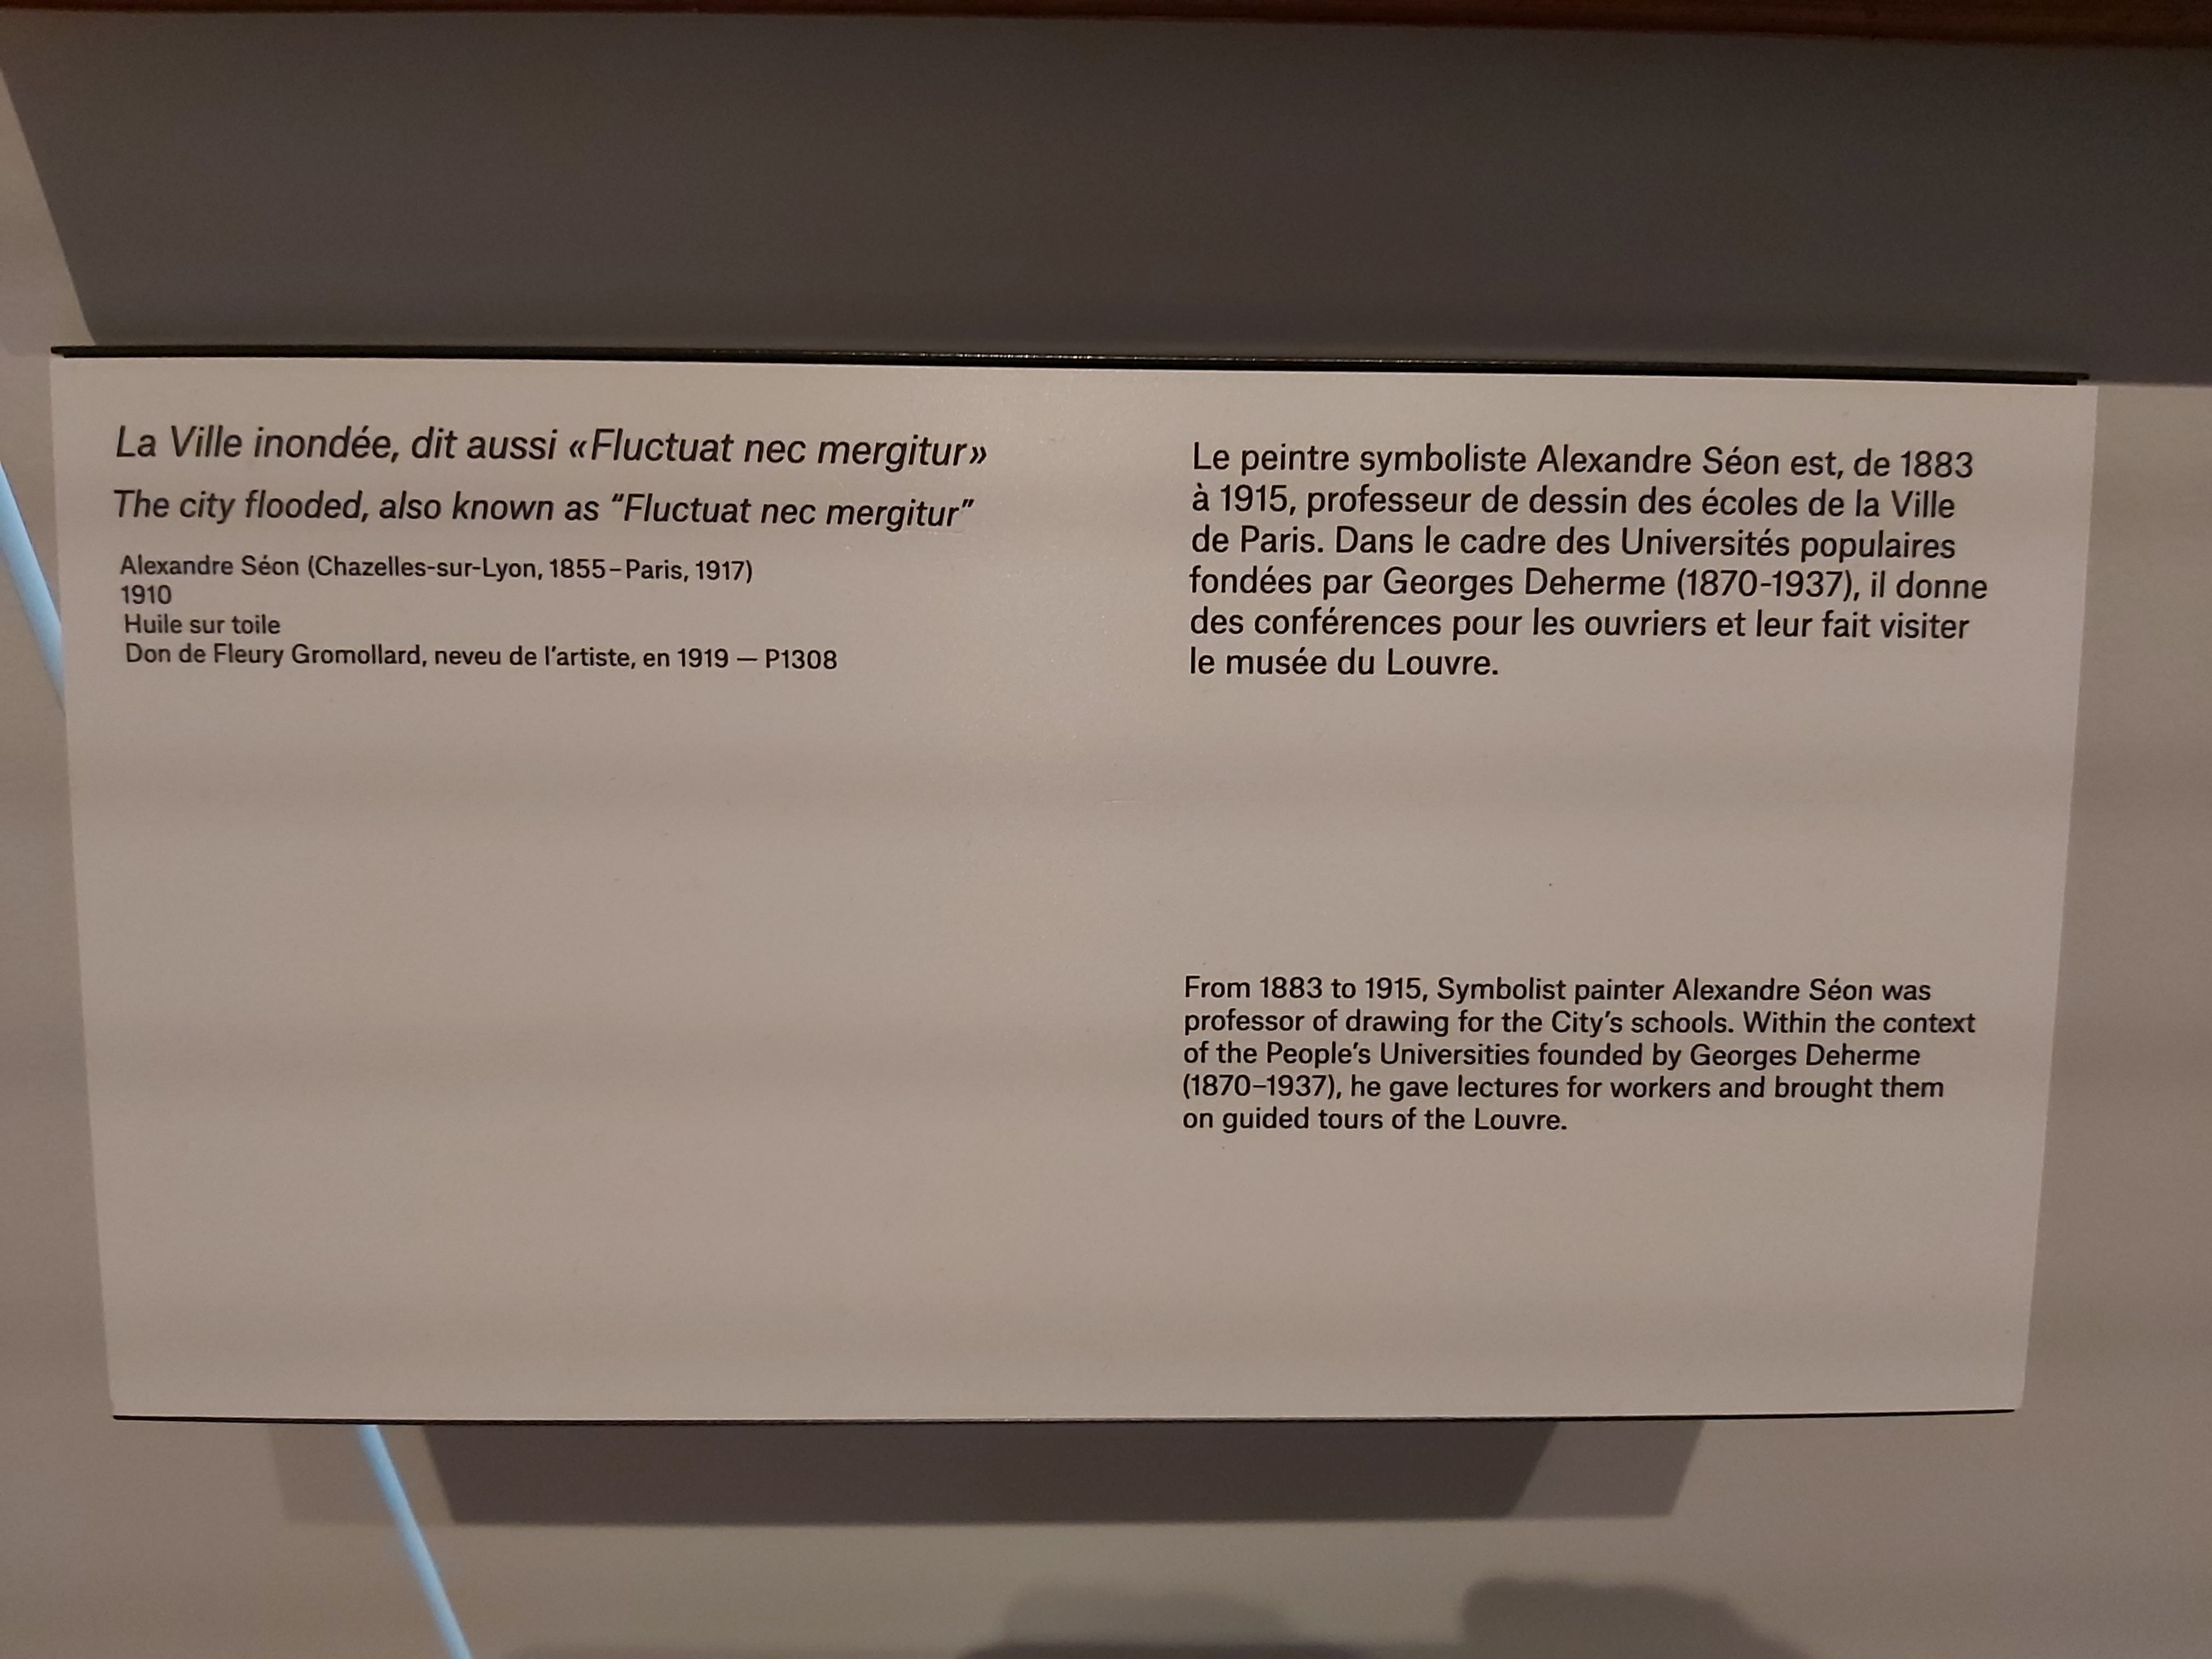 La Ville inondée, dit aussi «Fluctuat nec mergitur»
The city flooded, also known as “Fluctuat nec mergitur”
Alexandre Séon (Chazelles-sur-Lyon, 1855–Paris, 1917)
1910
Huile sur toile
Don de Fleury Gromollard, neveu de l’artiste, en 1919 — P1308
Le peintre symboliste Alexandre Séon est, de 1883
à 1915, professeur de dessin des écoles de la Ville
de Paris. Dans le cadre des Universités populaires
fondées par Georges Deherme (1870-1937), il donne
des conférences pour les ouvriers et leur fait visiter
le musée du Louvre.
From 1883 to 1915, Symbolist painter Alexandre Séon was
professor of drawing for the City’s schools. Within the context
of the People’s Universities founded by Georges Deherme
(1870–1937), he gave lectures for workers and brought them
on guided tours of the Louvre.